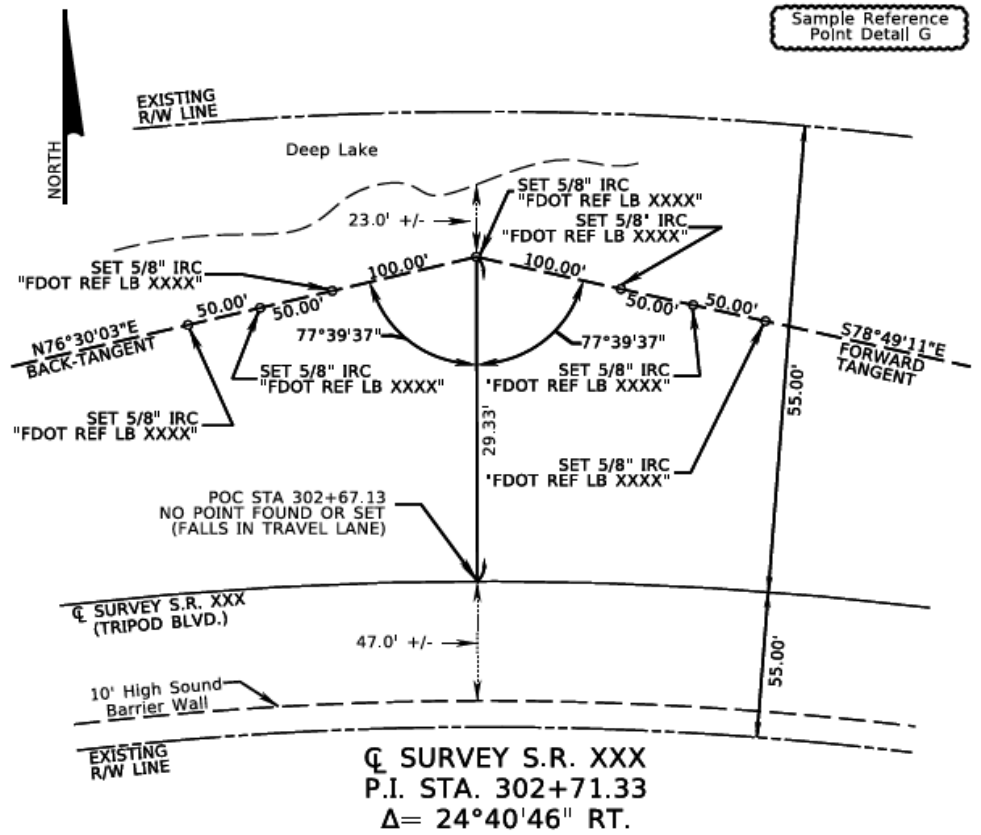 Sample Reference
Point Detail G
EXISTING
R/W LINE
NORTH
Deep Lake
SET 5/8" IRC
"FDOT REF LB XXXX"
23.0' +/-
SET 5/8' IRC
"FDOT REF LB XXXX"
SET 5/8" IRC
"FDOT REF LB XXXX"
100.00'
100.00'
50.00'
50.00'
50.00'
50.00'
N76°30'03"E
BACK-TANGENT
77°39'37"
77°39'37"
S78°49'11"E
FORWARD
TANGENT
SET 5/8" IRC
"FDOT REF LB XXXX"
SET 5/8" IRC
'FDOT REF LB XXXX"
55.00'
SET 5/8" IRC
"FDOT REF LB XXXX"
29.33'
SET 5/8" IRC
'FDOT REF LB XXXX"
POC STA 302+67.13
NO POINT FOUND OR SET
(FALLS IN TRAVEL LANE)
℄ SURVEY S.R. XXX
(TRIPOD BLVD.)
47.0' +/-
55.00'
10' High Sound
Barrier Wall
EXISTING
R/W LINE
℄ SURVEY S.R. XXX
P.I. STA. 302+71.33
Δ= 24°40'46" RT.